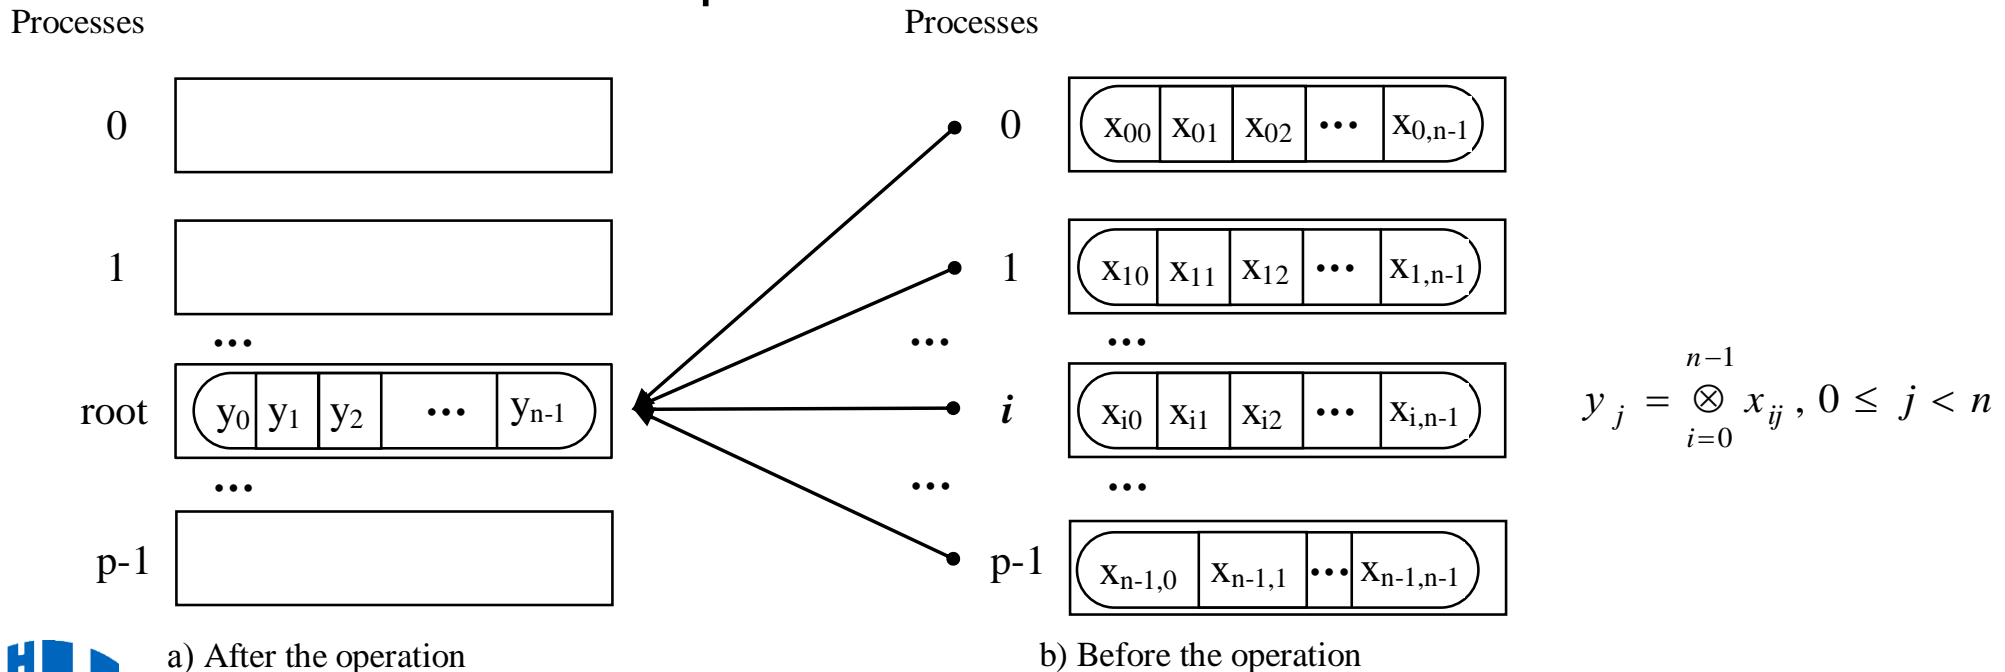 Processes Processes
0 0 x00 x01 x02 ... x0,n-1
1 1 x10 x11 x12 ... x1,n-1
... ... ...
root y0 y1 y2 ... yn-1 i xi0 xi1 xi2 ... xi,n-1
y j = ⊗ x ij , 0 ≤ j < n
n−1
i=0
... ... ...
p-1 p-1 xn-1,0 xn-1,1 ... xn-1,n-1
a) After the operation b) Before the operation